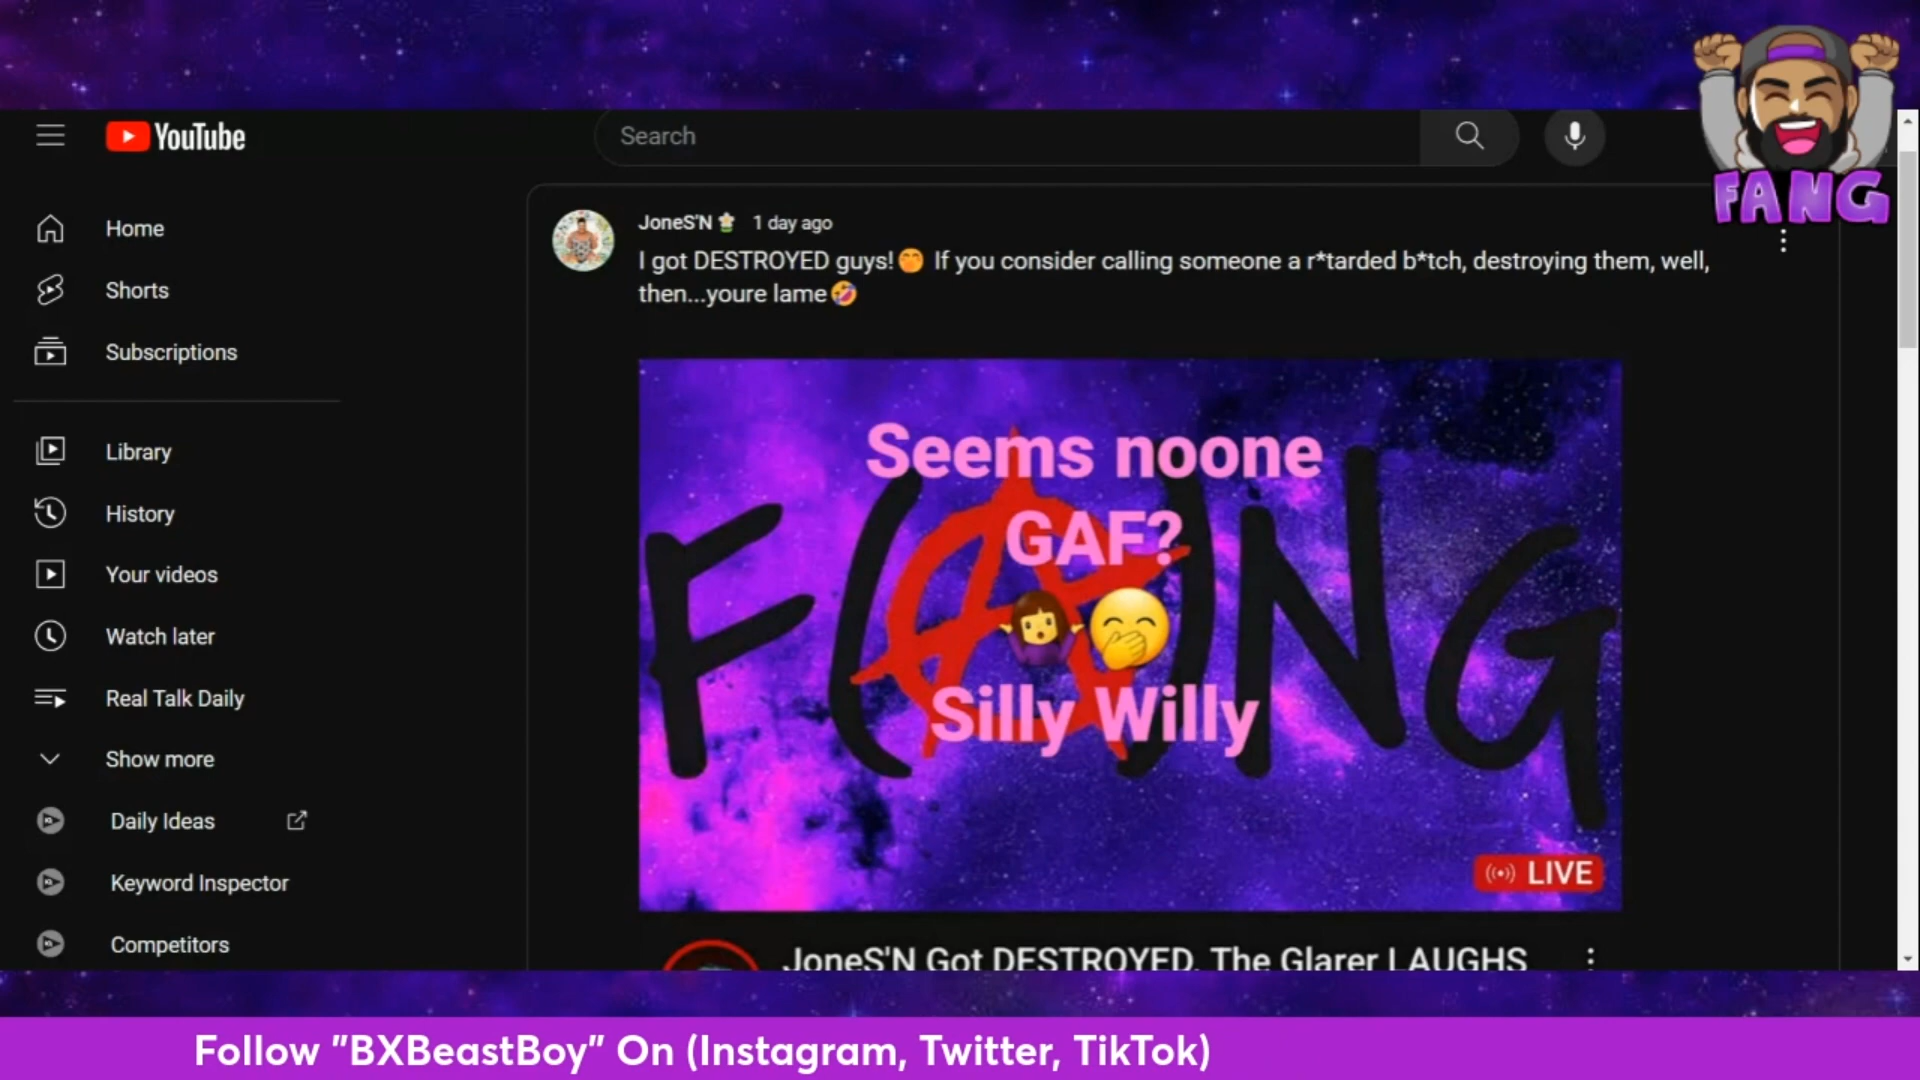 FANG
YouTube
Search
Home
Shorts
Subscriptions
Library
History
Your videos
Watch later
Real Talk Daily
Show more
Daily Ideas
Keyword Inspector
Competitors
JoneS'N 1 day ago
I got DESTROYED guys!🤭 If you consider calling someone a r*tarded b*tch, destroying them, well,
then...youre lame🤣
F(A)NG
Seems noone
GAF?
🤷‍♀️🤭
Silly Willy
LIVE
JoneS'N Got DESTROYED. The Glarer LAUGHS
Follow "BXBeastBoy" On (Instagram, Twitter, TikTok)